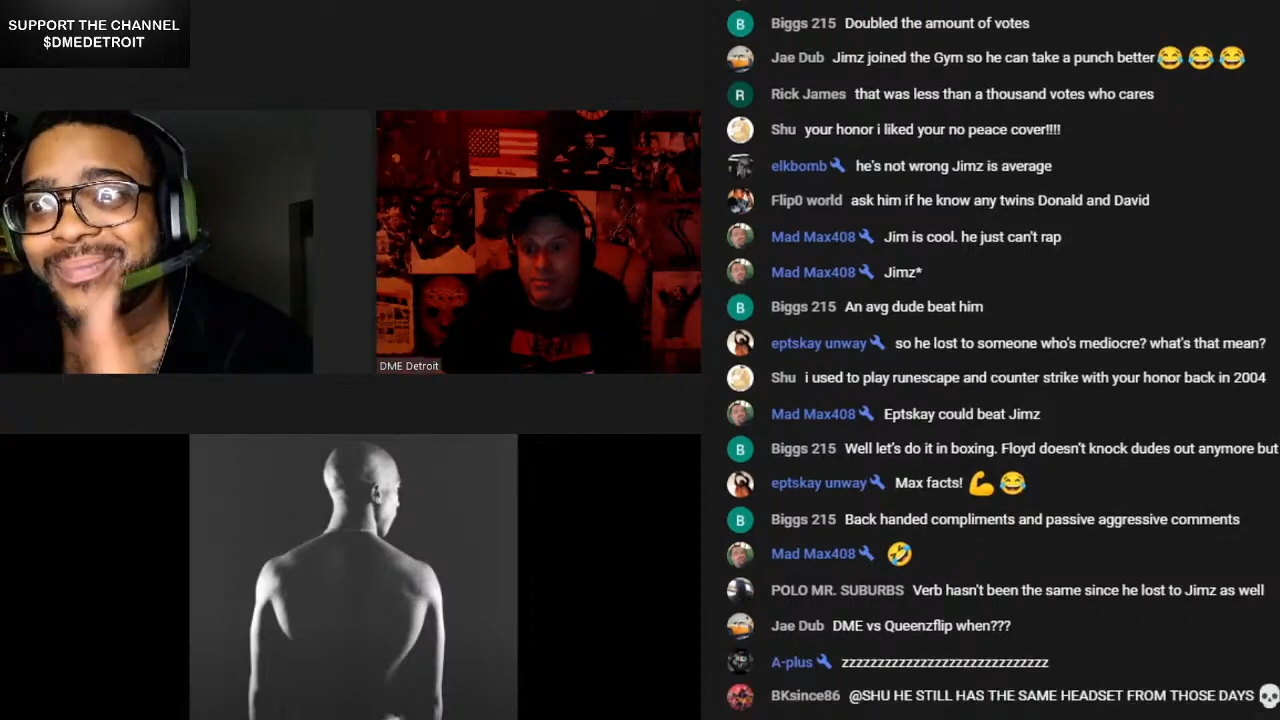 SUPPORT THE CHANNEL
$DMEDETROIT
DME Detroit
B Biggs 215 Doubled the amount of votes
Jae Dub Jimz joined the Gym so he can take a punch better😂😂😂
R Rick James that was less than a thousand votes who cares
Shu your honor i liked your no peace cover!!!!
elkbomb🔧 he's not wrong Jimz is average
Flip0 world ask him if he know any twins Donald and David
Mad Max408🔧 Jim is cool. he just can't rap
Mad Max408🔧 Jimz*
B Biggs 215 An avg dude beat him
eptskay unway🔧 so he lost to someone who's mediocre? what's that mean?
Shu i used to play runescape and counter strike with your honor back in 2004
Mad Max408🔧 Eptskay could beat Jimz
B Biggs 215 Well let's do it in boxing. Floyd doesn't knock dudes out anymore but
eptskay unway🔧 Max facts! 💪😂
B Biggs 215 Back handed compliments and passive aggressive comments
Mad Max408🔧 🤣
POLO MR. SUBURBS Verb hasn't been the same since he lost to Jimz as well
Jae Dub DME vs Queenzflip when???
A-plus🔧 zzzzzzzzzzzzzzzzzzzzzzzzzzzzz
BKsince86 @SHU HE STILL HAS THE SAME HEADSET FROM THOSE DAYS 💀